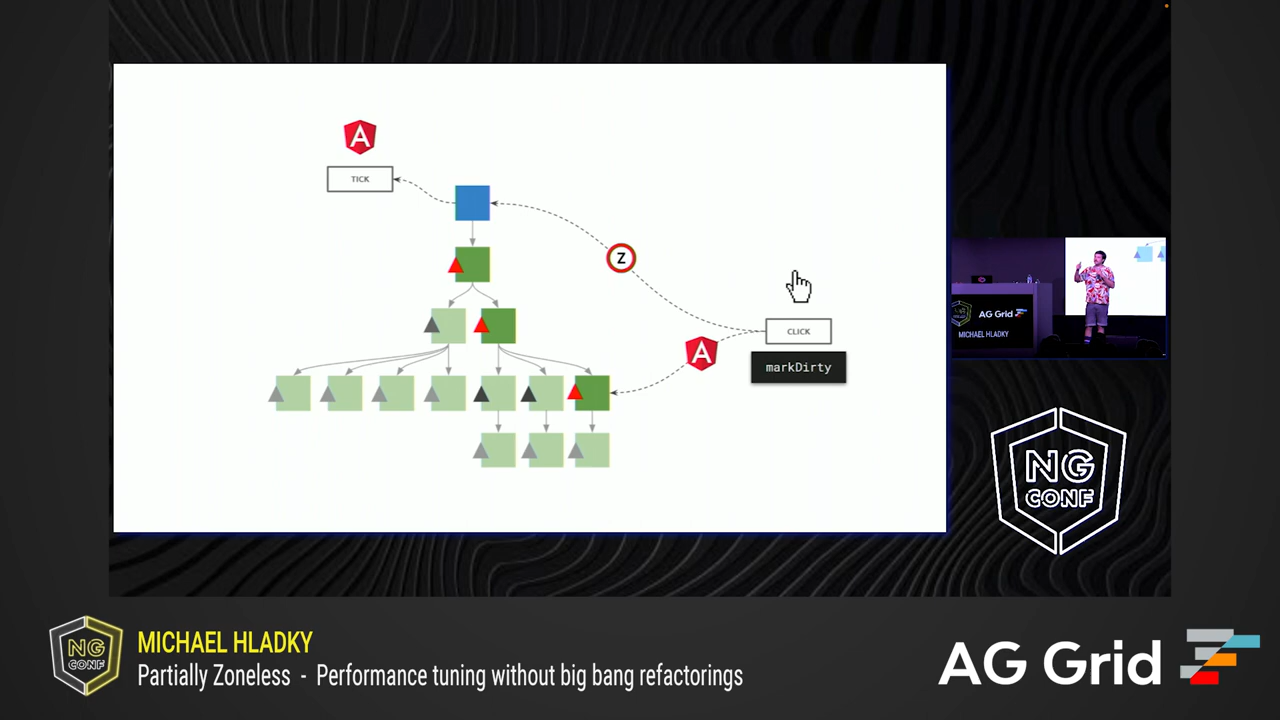 A
TICK
Z
CLICK
A
markDirty
AG Grid
MICHAEL HLADKY
NG
CONF
NG
CONF
MICHAEL HLADKY
Partially Zoneless - Performance tuning without big bang refactorings
AG Grid